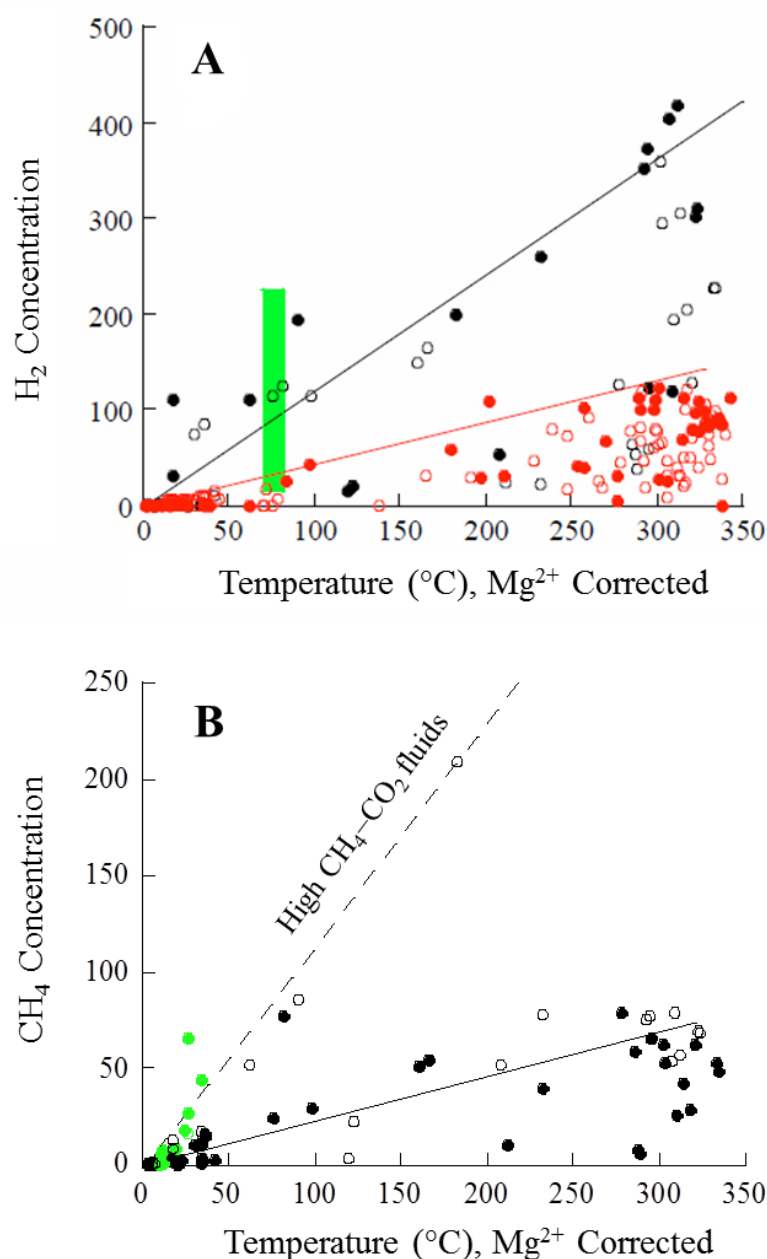 A
500
400
300
200
100
0
H₂ Concentration
0 50 100 150 200 250 300 350
Temperature (°C), Mg²⁺ Corrected
B
250
200
150
100
50
0
CH₄ Concentration
High CH₄–CO₂ fluids
0 50 100 150 200 250 300 350
Temperature (°C), Mg²⁺ Corrected